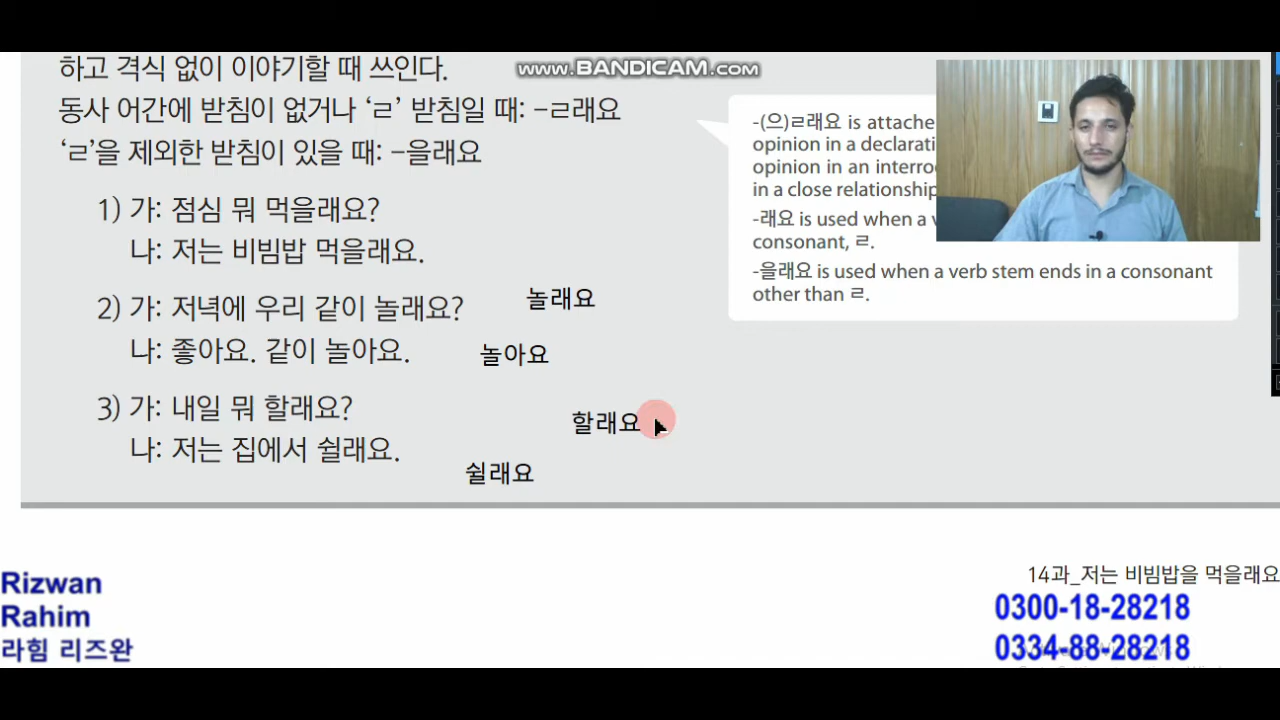 하고 격식 없이 이야기할 때 쓰인다.
www.BANDICAM.com
동사 어간에 받침이 없거나 ‘ㄹ’ 받침일 때: –ㄹ래요
‘ㄹ’을 제외한 받침이 있을 때: –을래요
-(으)ㄹ래요 is attache
opinion in a declarati
opinion in an interro
in a close relationship
-래요 is used when a v
consonant, ㄹ.
-을래요 is used when a verb stem ends in a consonant
other than ㄹ.
1) 가: 점심 뭐 먹을래요?
나: 저는 비빔밥 먹을래요.
2) 가: 저녁에 우리 같이 놀래요?
놀래요
나: 좋아요. 같이 놀아요.
놀아요
3) 가: 내일 뭐 할래요?
할래요
나: 저는 집에서 쉴래요.
쉴래요
14과_저는 비빔밥을 먹을래요
Rizwan
Rahim
라힘 리즈완
0300-18-28218
0334-88-28218